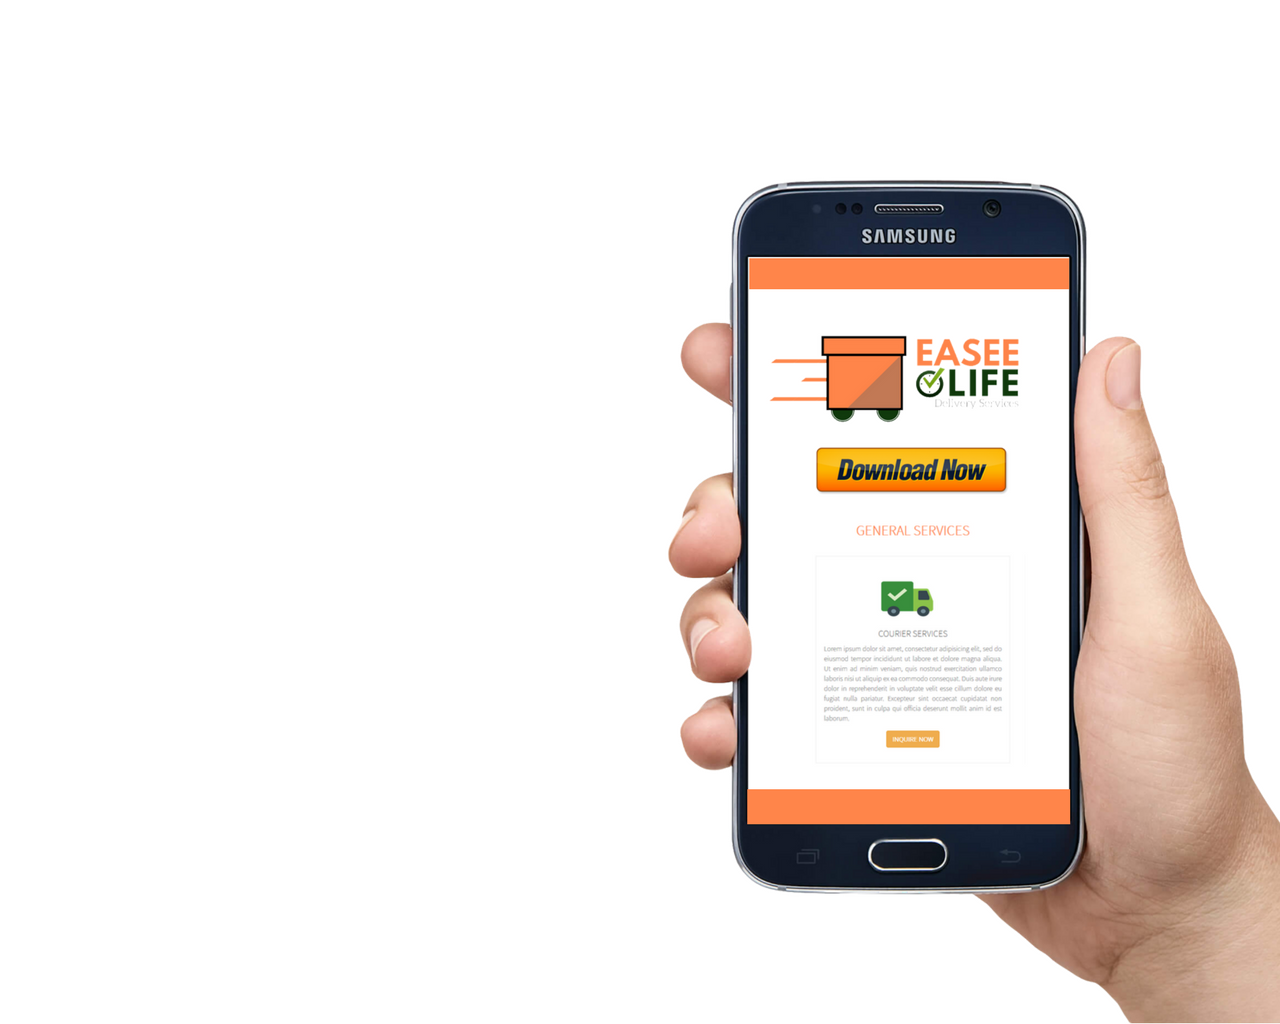 SAMSUNG
EASEE
LIFE
Delivery Services
Download Now
GENERAL SERVICES
COURIER SERVICES
Lorem ipsum dolor sit amet, consectetur adipisicing elit, sed do
eiusmod tempor incididunt ut labore et dolore magna aliqua.
Ut enim ad minim veniam, quis nostrud exercitation ullamco
laboris nisi ut aliquip ex ea commodo consequat. Duis aute irure
dolor in reprehenderit in voluptate velit esse cillum dolore eu
fugiat nulla pariatur. Excepteur sint occaecat cupidatat non
proident, sunt in culpa qui officia deserunt mollit anim id est
laborum.
INQUIRE NOW